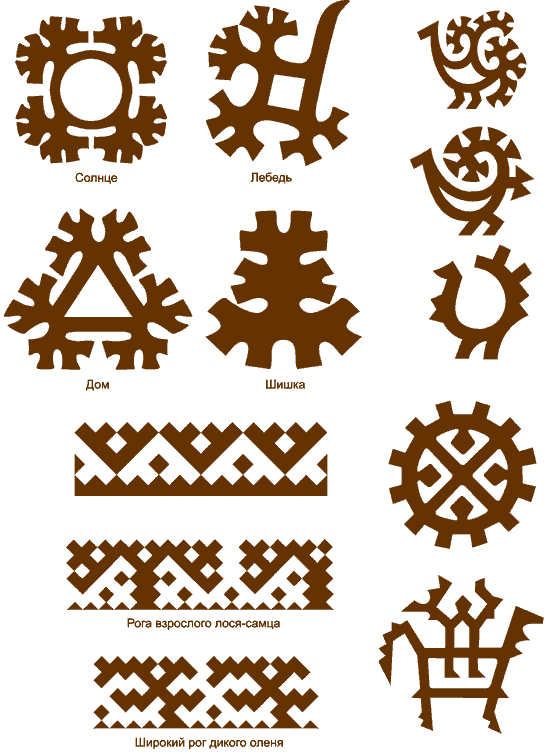 Солнце
Лебедь
Дом
Шишка
Рога взрослого лося-самца
Широкий рог дикого оленя